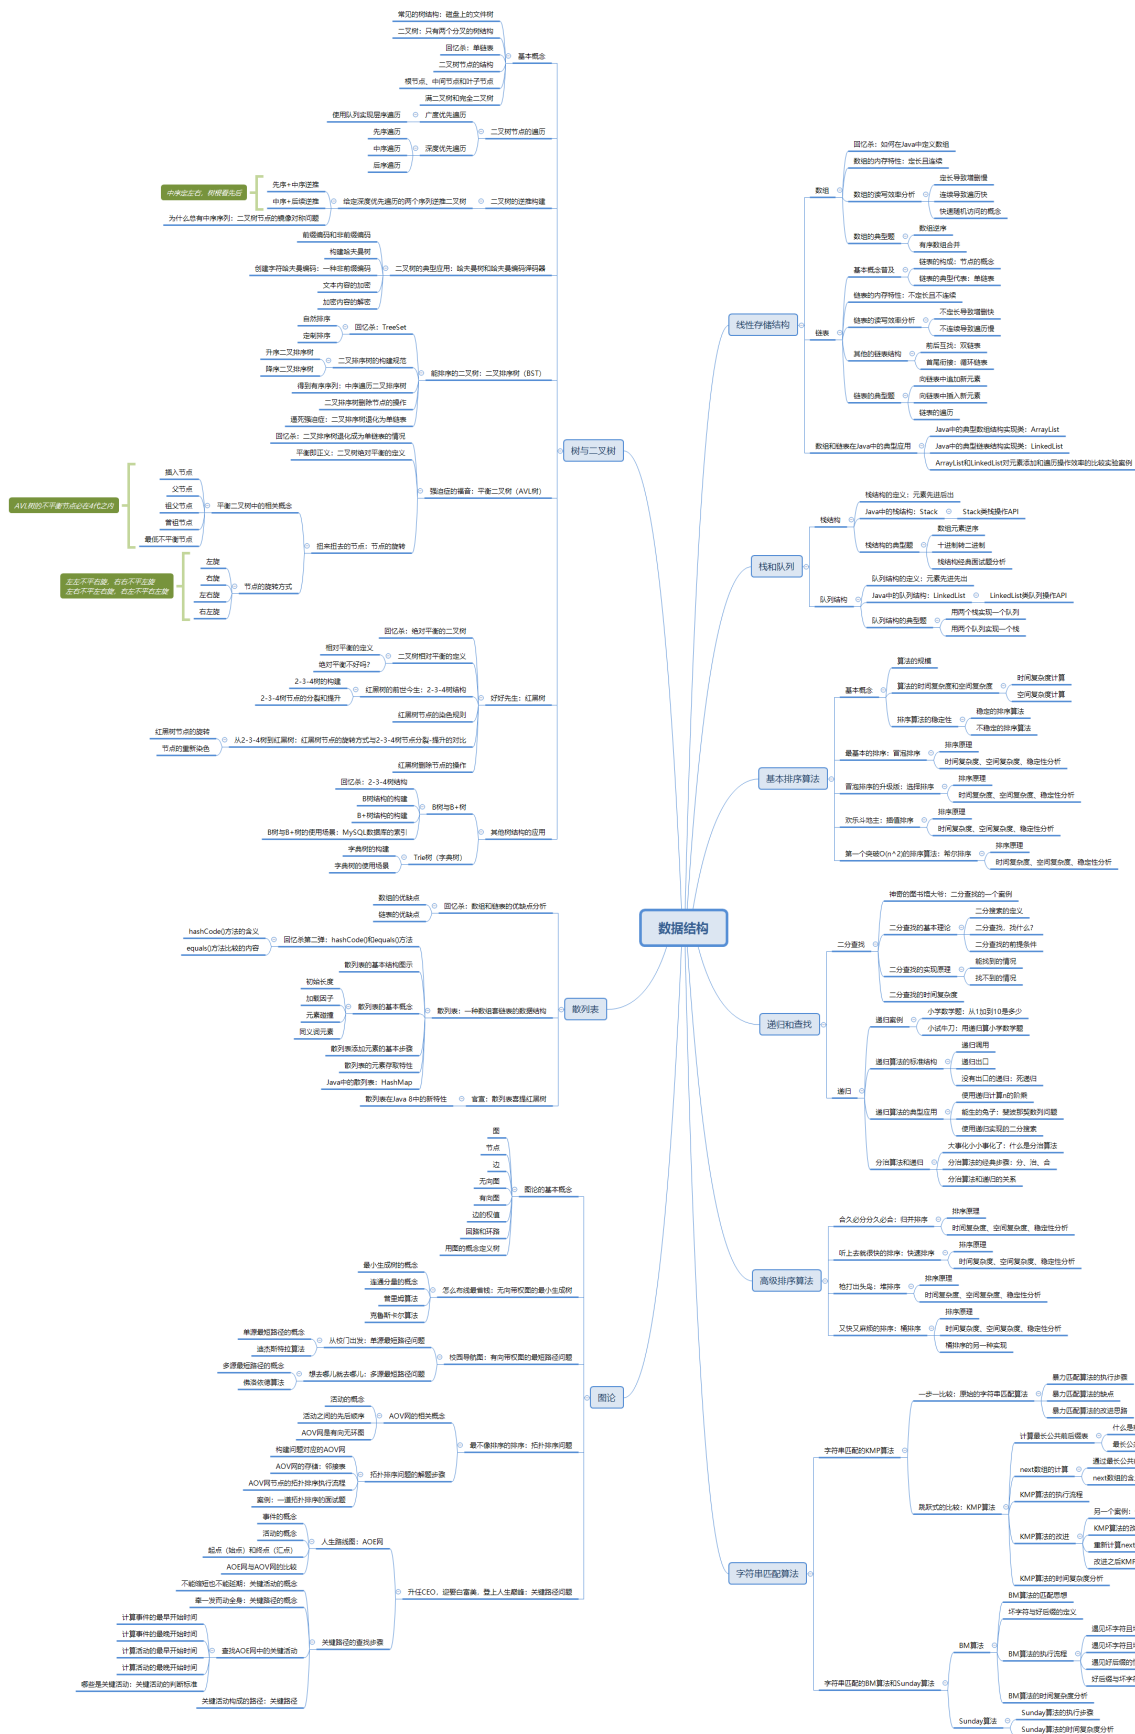 数据结构
树与二叉树
基本概念
常见的树结构：磁盘上的文件树
二叉树：只有两个分叉的树结构
回忆杀：单链表
二叉树节点的结构
根节点、中间节点和叶子节点
满二叉树和完全二叉树
二叉树节点的遍历
广度优先遍历
使用队列实现层序遍历
深度优先遍历
先序遍历
中序遍历
后序遍历
二叉树的逆推构建
给定深度优先遍历的两个序列逆推二叉树
先序+中序逆推
中序+后续逆推
中序定左右，树根看先后
为什么总有中序序列：二叉树节点的镜像对称问题
二叉树的典型应用：哈夫曼树和哈夫曼编码译码器
前缀编码和非前缀编码
构建哈夫曼树
创建字符哈夫曼编码：一种非前缀编码
文本内容的加密
加密内容的解密
能排序的二叉树：二叉排序树（BST）
回忆杀：TreeSet
自然排序
定制排序
二叉排序树的构建规范
升序二叉排序树
降序二叉排序树
得到有序序列：中序遍历二叉排序树
二叉排序树删除节点的操作
逼死强迫症：二叉排序树退化为单链表
强迫症的福音：平衡二叉树（AVL树）
回忆杀：二叉排序树退化成为单链表的情况
平衡即正义：二叉树绝对平衡的定义
扭来扭去的节点：节点的旋转
平衡二叉树中的相关概念
插入节点
父节点
祖父节点
曾祖节点
最低不平衡节点
AVL树的不平衡节点必在4代之内
节点的旋转方式
左旋
右旋
左右旋
右左旋
左左不平右旋，右右不平左旋
左右不平左右旋，右左不平右左旋
好好先生：红黑树
回忆杀：绝对平衡的二叉树
二叉树相对平衡的定义
相对平衡的定义
绝对平衡不好吗？
红黑树的前世今生：2-3-4树结构
2-3-4树的构建
2-3-4树节点的分裂和提升
红黑树节点的染色规则
从2-3-4树到红黑树：红黑树节点的旋转方式与2-3-4树节点分裂-提升的对比
红黑树节点的旋转
节点的重新染色
红黑树删除节点的操作
其他树结构的应用
B树与B+树
回忆杀：2-3-4树结构
B树结构的构建
B+树结构的构建
B树与B+树的使用场景：MySQL数据库的索引
Trie树（字典树）
字典树的构建
字典树的使用场景
散列表
回忆杀：数组和链表的优缺点分析
数组的优缺点
链表的优缺点
散列表：一种数组套链表的数据结构
回忆杀第二弹：hashCode()和equals()方法
hashCode()方法的含义
equals()方法比较的内容
散列表的基本结构图示
散列表的基本概念
初始长度
加载因子
元素碰撞
同义词元素
散列表添加元素的基本步骤
散列表的元素存取特性
Java中的散列表：HashMap
官宣：散列表喜提红黑树
散列表在Java 8中的新特性
图论
图论的基本概念
图
节点
边
无向图
有向图
边的权值
回路和环路
用图的概念定义树
怎么布线最省钱：无向带权图的最小生成树
最小生成树的概念
连通分量的概念
普里姆算法
克鲁斯卡尔算法
校园导航图：有向带权图的最短路径问题
从校门出发：单源最短路径问题
单源最短路径的概念
迪杰斯特拉算法
想去哪儿就去哪儿：多源最短路径问题
多源最短路径的概念
佛洛依德算法
最不像排序的排序：拓扑排序问题
AOV网的相关概念
活动的概念
活动之间的先后顺序
AOV网是有向无环图
拓扑排序问题的解题步骤
构建问题对应的AOV网
AOV网的存储：邻接表
AOV网节点的拓扑排序执行流程
案例：一道拓扑排序的面试题
升任CEO，迎娶白富美，登上人生巅峰：关键路径问题
人生路线图：AOE网
事件的概念
活动的概念
起点（始点）和终点（汇点）
AOE网与AOV网的比较
关键路径的查找步骤
不能缩短也不能延期：关键活动的概念
牵一发而动全身：关键路径的概念
查找AOE网中的关键活动
计算事件的最早开始时间
计算事件的最晚开始时间
计算活动的最早开始时间
计算活动的最晚开始时间
哪些是关键活动：关键活动的判断标准
关键活动构成的路径：关键路径
线性存储结构
数组
回忆杀：如何在Java中定义数组
数组的内存特性：定长且连续
数组的读写效率分析
定长导致增删慢
连续导致遍历快
快速随机访问的概念
数组的典型题
数组逆序
有序数组合并
链表
基本概念普及
链表的构成：节点的概念
链表的典型代表：单链表
链表的内存特性：不定长且不连续
链表的读写效率分析
不定长导致增删快
不连续导致遍历慢
其他的链表结构
前后互找：双链表
首尾衔接：循环链表
链表的典型题
向链表中追加新元素
向链表中插入新元素
链表的遍历
数组和链表在Java中的典型应用
Java中的典型数组结构实现类：ArrayList
Java中的典型链表结构实现类：LinkedList
ArrayList和LinkedList对元素添加和遍历操作效率的比较实验案例
栈和队列
栈结构
栈结构的定义：元素先进后出
Java中的栈结构：Stack
Stack类栈操作API
栈结构的典型题
数组元素逆序
十进制转二进制
栈结构经典面试题分析
队列结构
队列结构的定义：元素先进先出
Java中的队列结构：LinkedList
LinkedList类队列操作API
队列结构的典型题
用两个栈实现一个队列
用两个队列实现一个栈
基本排序算法
基本概念
算法的规模
算法的时间复杂度和空间复杂度
时间复杂度计算
空间复杂度计算
排序算法的稳定性
稳定的排序算法
不稳定的排序算法
最基本的排序：冒泡排序
排序原理
时间复杂度、空间复杂度、稳定性分析
冒泡排序的升级版：选择排序
排序原理
时间复杂度、空间复杂度、稳定性分析
欢乐斗地主：插值排序
排序原理
时间复杂度、空间复杂度、稳定性分析
第一个突破O(n^2)的排序算法：希尔排序
排序原理
时间复杂度、空间复杂度、稳定性分析
递归和查找
二分查找
神奇的图书馆大爷：二分查找的一个案例
二分查找的基本理论
二分搜索的定义
二分查找，找什么？
二分查找的前提条件
二分查找的实现原理
能找到的情况
找不到的情况
二分查找的时间复杂度
递归
递归案例
小学数学题：从1加到10是多少
小试牛刀：用递归算小学数学题
递归算法的标准结构
递归调用
递归出口
没有出口的递归：死递归
递归算法的典型应用
使用递归计算n的阶乘
能生的兔子：斐波那契数列问题
使用递归实现的二分搜索
分治算法和递归
大事化小小事化了：什么是分治算法
分治算法的经典步骤：分、治、合
分治算法和递归的关系
高级排序算法
合久必分分久必合：归并排序
排序原理
时间复杂度、空间复杂度、稳定性分析
听上去就很快的排序：快速排序
排序原理
时间复杂度、空间复杂度、稳定性分析
枪打出头鸟：堆排序
排序原理
时间复杂度、空间复杂度、稳定性分析
又快又麻烦的排序：桶排序
排序原理
时间复杂度、空间复杂度、稳定性分析
桶排序的另一种实现
字符串匹配算法
字符串匹配的KMP算法
一步一比较：原始的字符串匹配算法
暴力匹配算法的执行步骤
暴力匹配算法的缺点
暴力匹配算法的改进思路
跳跃式的比较：KMP算法
计算最长公共前后缀表
什么是
最长公
next数组的计算
通过最长公共
next数组的含
KMP算法的执行流程
KMP算法的改进
另一个案例：
KMP算法的改
重新计算next
改进之后KMP
KMP算法的时间复杂度分析
字符串匹配的BM算法和Sunday算法
BM算法
BM算法的匹配思想
坏字符与好后缀的定义
BM算法的执行流程
遇见坏字符且
遇见坏字符且
遇见好后缀的
好后缀与坏字
BM算法的时间复杂度分析
Sunday算法
Sunday算法的执行步骤
Sunday算法的时间复杂度分析